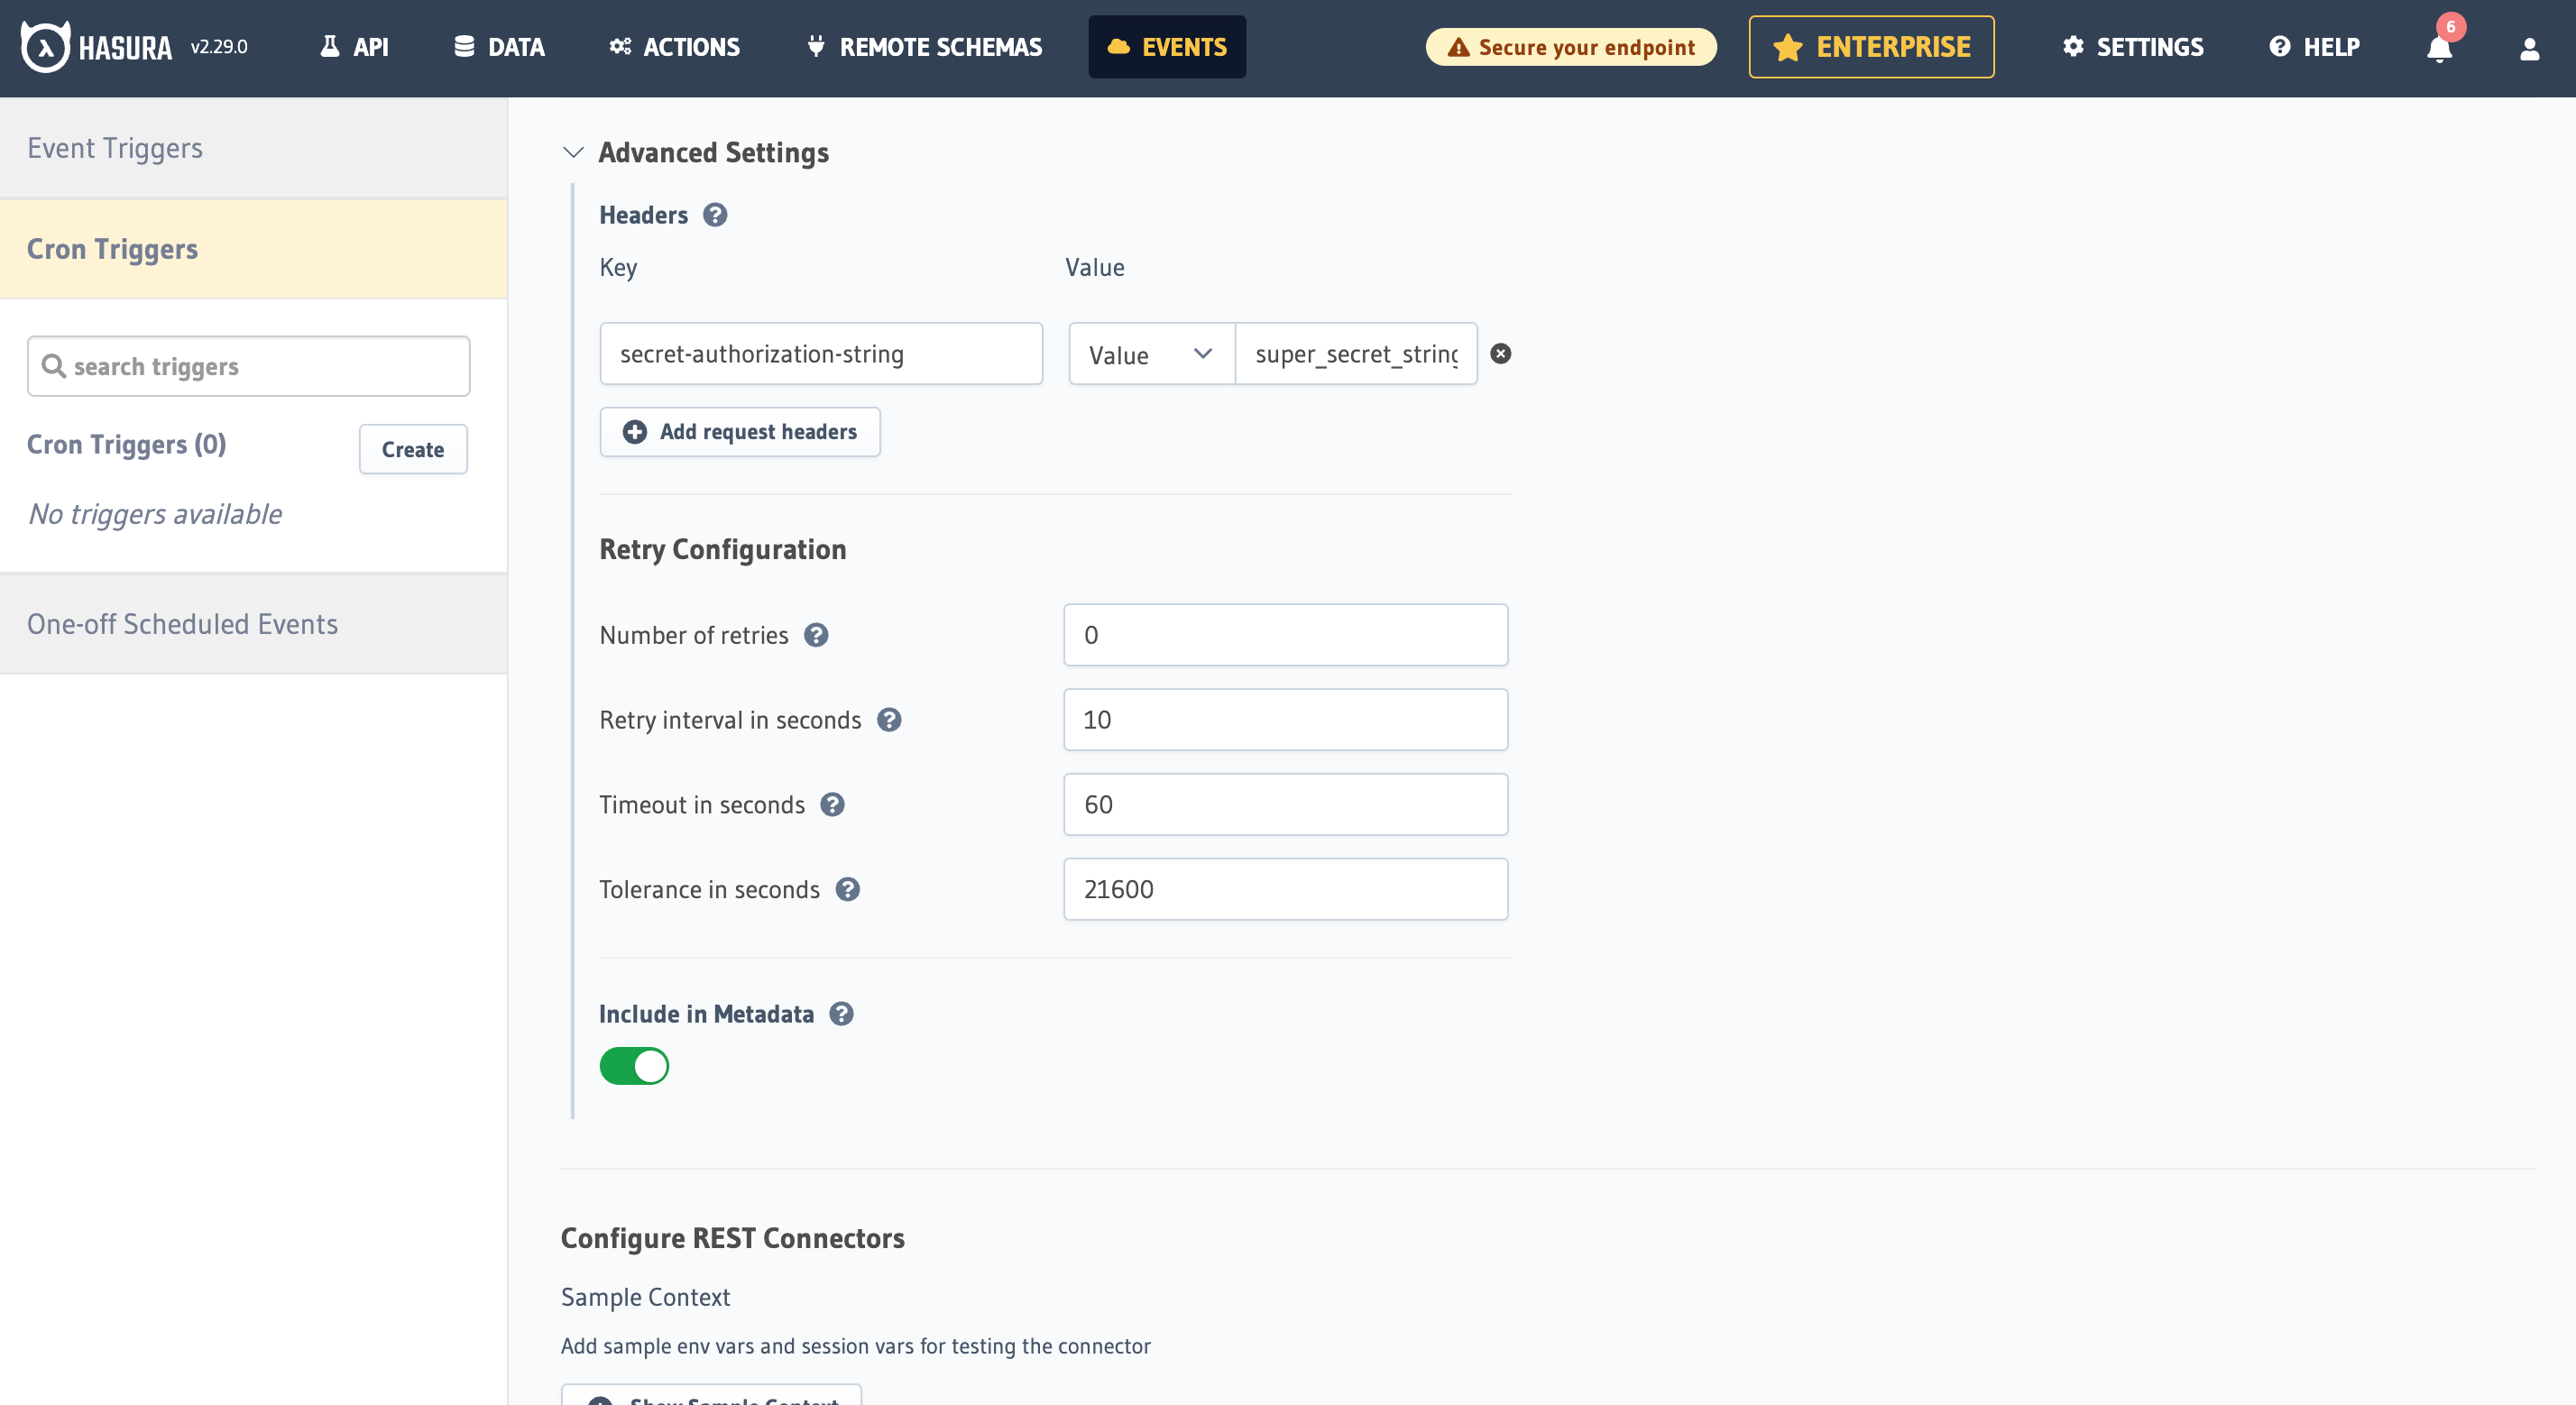 HASURA v2.29.0 API DATA ACTIONS REMOTE SCHEMAS EVENTS Secure your endpoint ENTERPRISE SETTINGS HELP 6
Event Triggers
Cron Triggers
search triggers
Cron Triggers (0) Create
No triggers available
One-off Scheduled Events
Advanced Settings
Headers ?
Key Value
secret-authorization-string Value super_secret_string
Add request headers
Retry Configuration
Number of retries ? 0
Retry interval in seconds ? 10
Timeout in seconds ? 60
Tolerance in seconds ? 21600
Include in Metadata ?
Configure REST Connectors
Sample Context
Add sample env vars and session vars for testing the connector
Show Sample Context